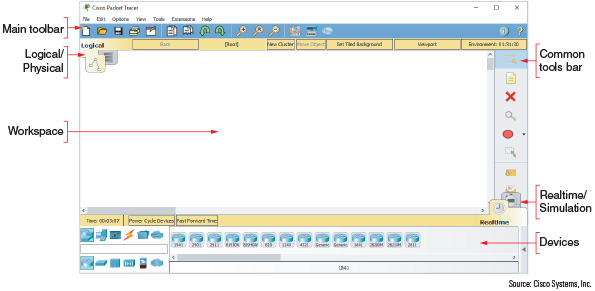 Cisco Packet Tracer
Main toolbar
File Edit Options View Tools Extensions Help
Logical Back [Root] New Cluster Move Object Set Tiled Background Viewport Environment: 01:31:30
Logical/
Physical
Common
tools bar
Workspace
Realtime/
Simulation
Time: 00:03:07 Power Cycle Devices Fast Forward Time Realtime
Devices
1941 2901 2911 819IOX 819HGW 829 1240 4321 Generic Generic 1841 2620XM 2621XM 2811
1841
Source: Cisco Systems, Inc.